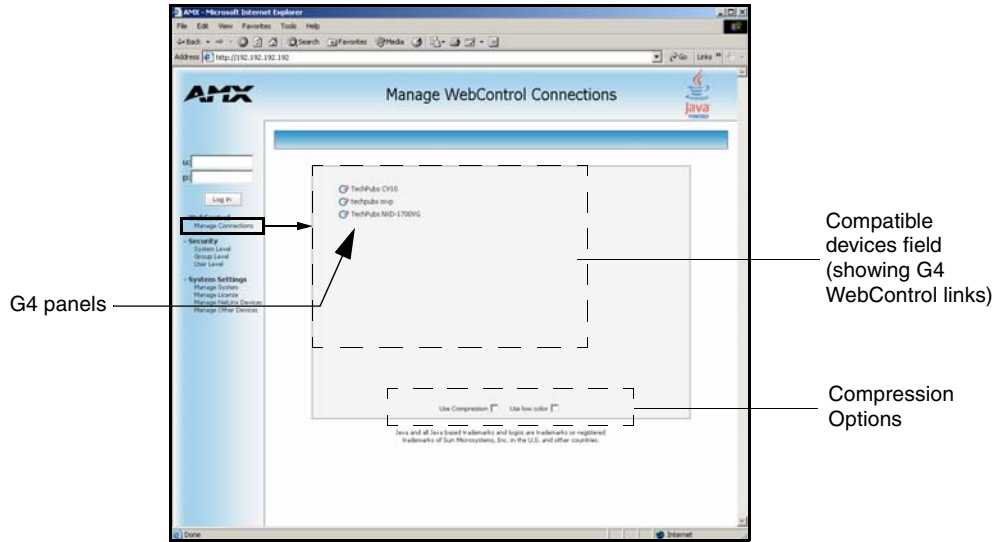 AMX - Microsoft Internet Explorer
File Edit View Favorites Tools Help
Back Search Favorites Media
Address http://192.192.192.192 Go Links
AMX
Manage WebControl Connections
Java
POWERED
u:
p:
Log in
WebControl
Manage Connections
- Security
System Level
Group Level
User Level
- System Settings
Manage System
Manage License
Manage NetLinx Devices
Manage Other Devices
TechPubs CV10
techpubs mvp
TechPubs NXD-1700VG
G4 panels
Compatible
devices field
(showing G4
WebControl links)
Use Compression Use low color
Compression
Options
Java and all Java based trademarks and logos are trademarks or registered
trademarks of Sun Microsystems, Inc. in the U.S. and other countries.
Done Internet